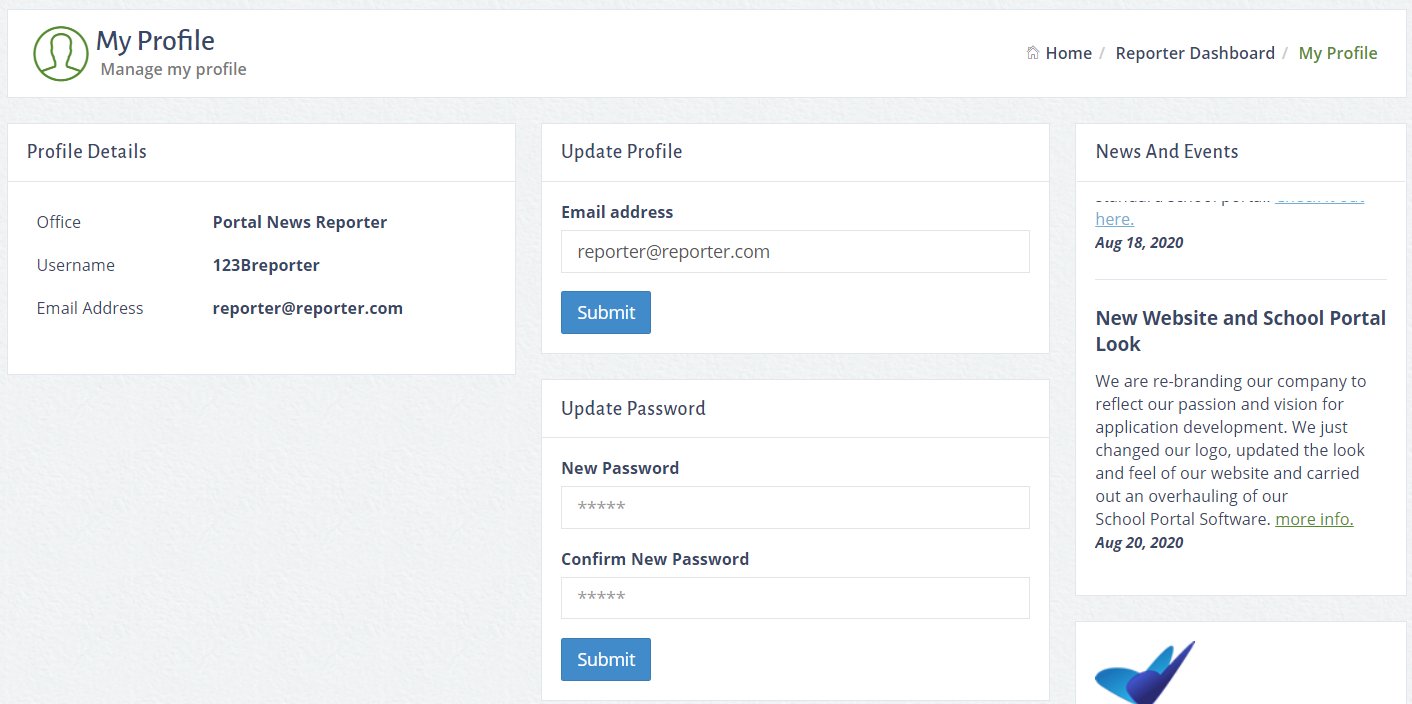 My Profile
Manage my profile
Home / Reporter Dashboard / My Profile
Profile Details
Office Portal News Reporter
Username 123Breporter
Email Address reporter@reporter.com
Update Profile
Email address
reporter@reporter.com
Submit
Update Password
New Password
*****
Confirm New Password
*****
Submit
News And Events
here.
Aug 18, 2020
New Website and School Portal
Look
We are re-branding our company to
reflect our passion and vision for
application development. We just
changed our logo, updated the look
and feel of our website and carried
out an overhauling of our
School Portal Software. more info.
Aug 20, 2020